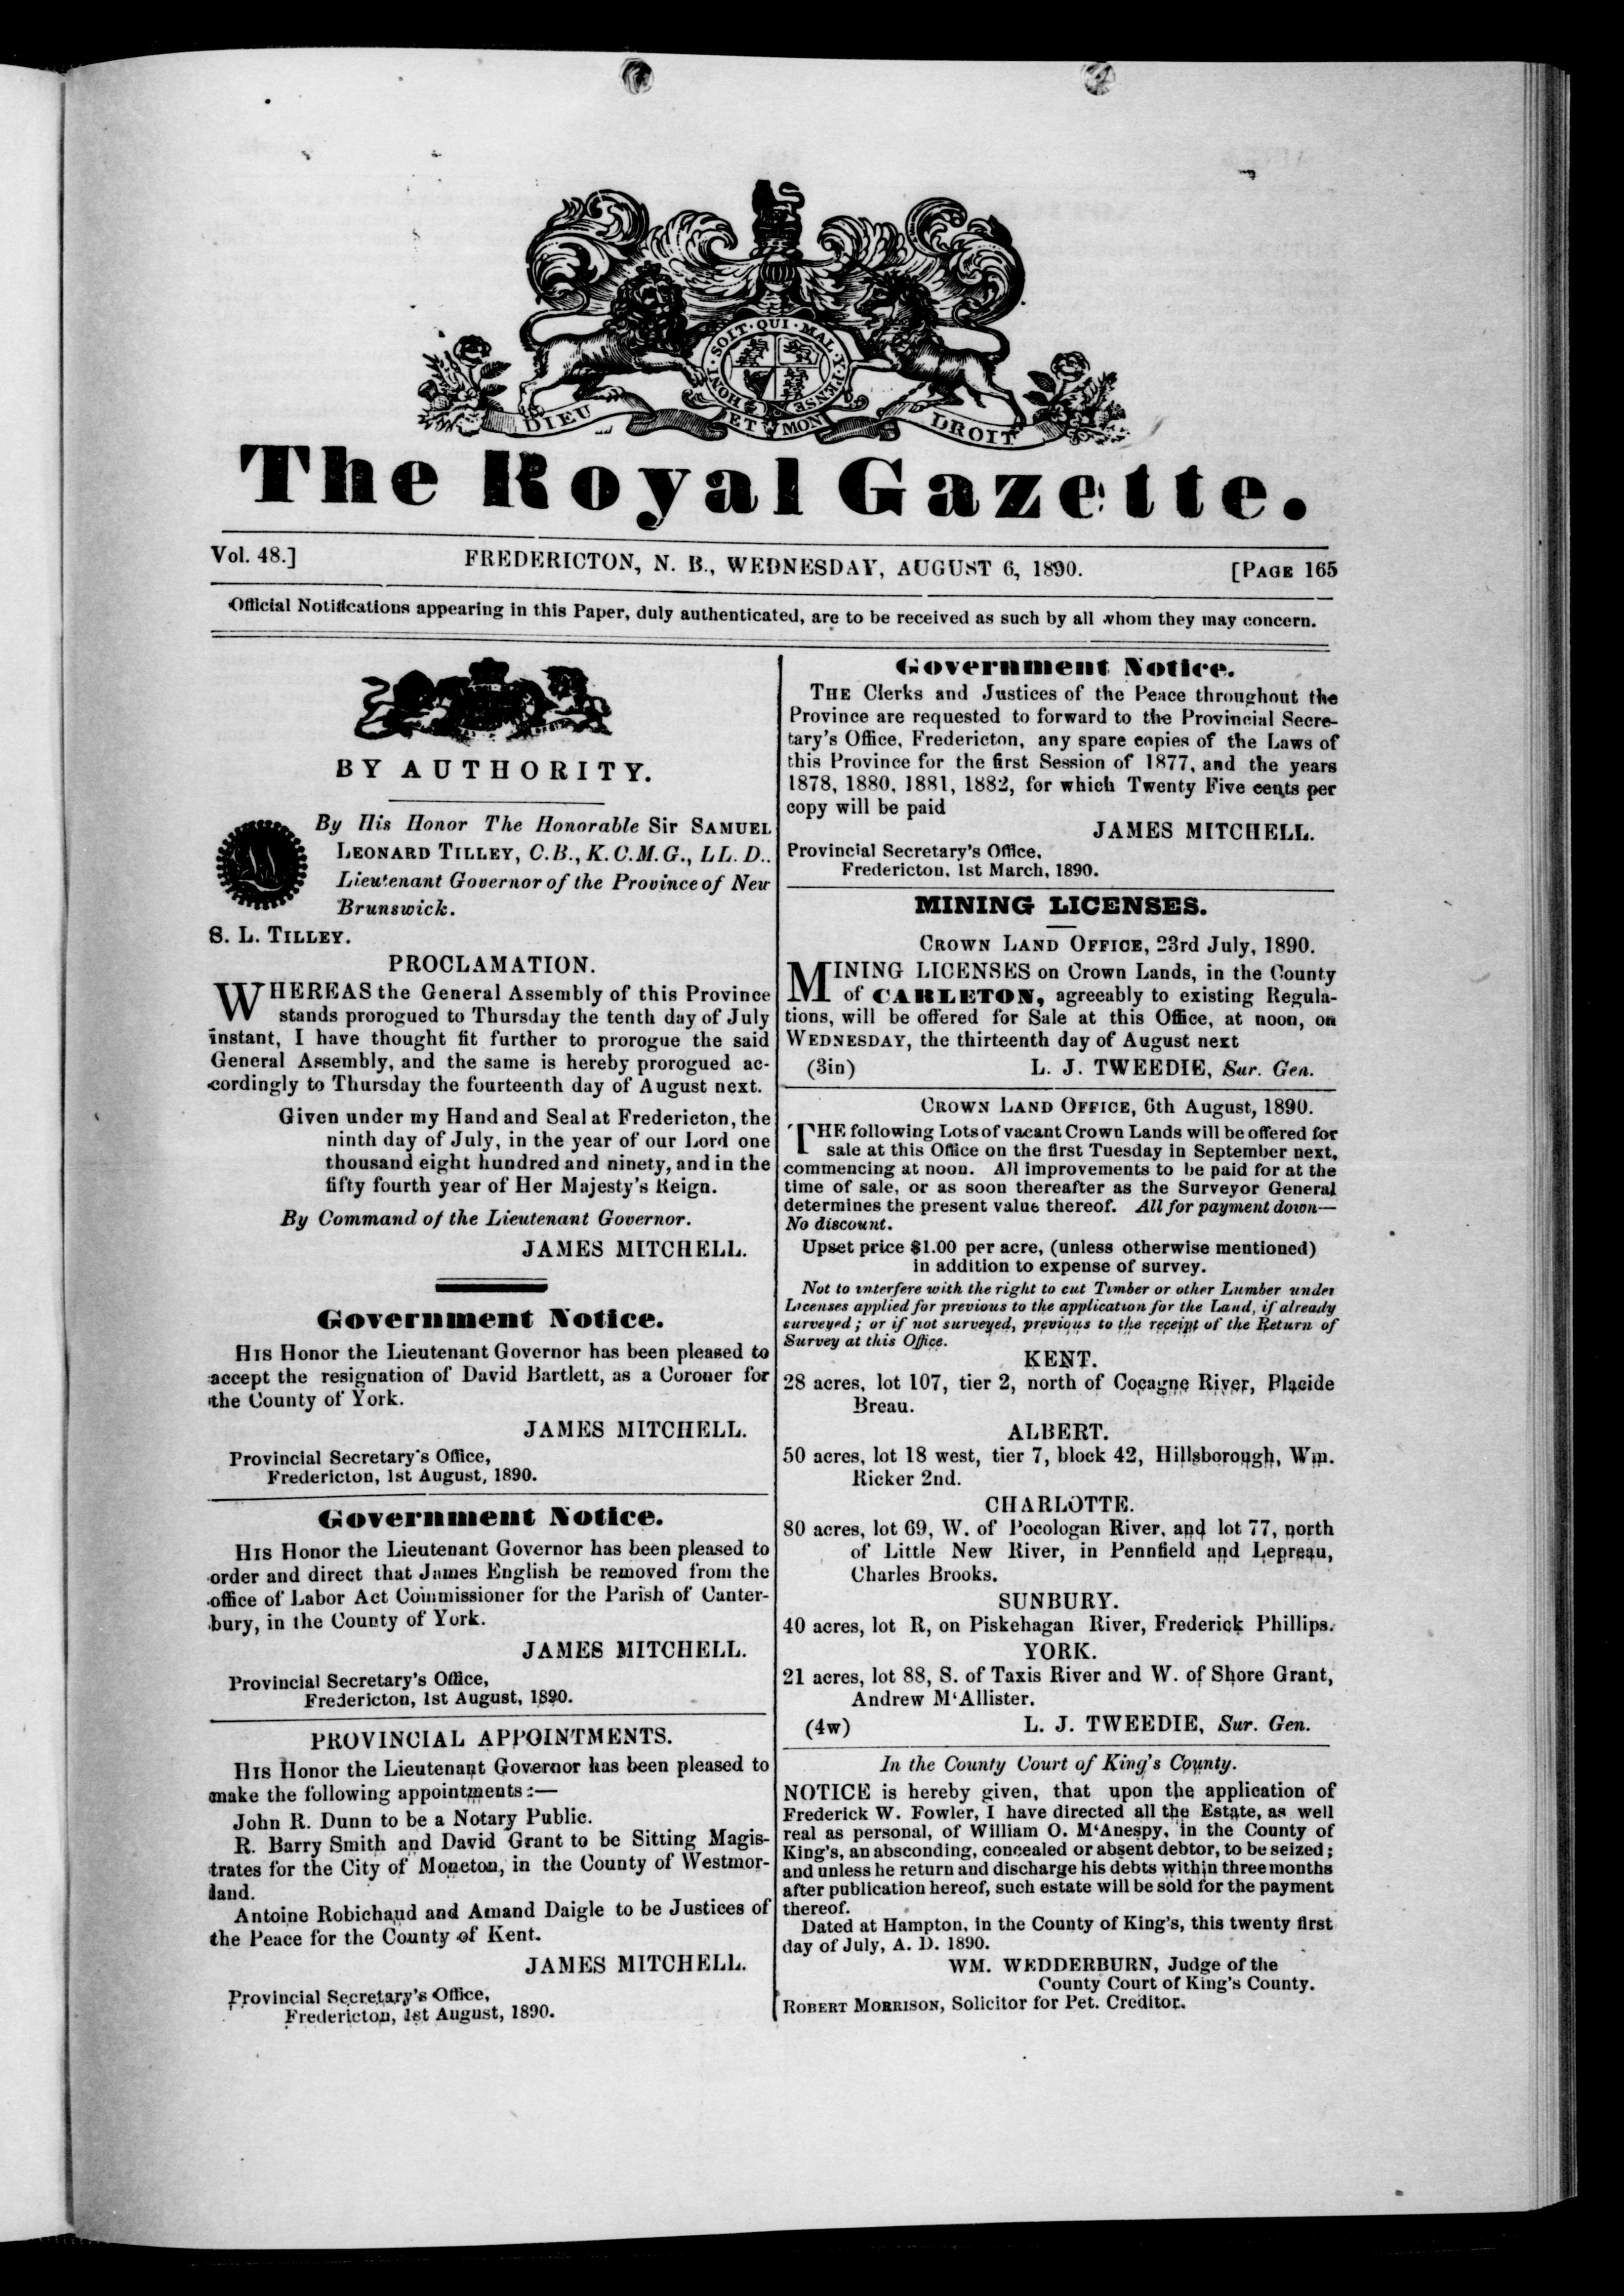 HONI · SOIT · QUI · MAL · Y · PENSE
DIEU ET MON DROIT
The Royal Gazette.
Vol. 48.] FREDERICTON, N. B., WEDNESDAY, AUGUST 6, 1890. [PAGE 165
Official Notifications appearing in this Paper, duly authenticated, are to be received as such by all whom they may concern.
BY AUTHORITY.
By His Honor The Honorable Sir SAMUEL
LEONARD TILLEY, C.B., K.C.M.G., LL. D..
Lieutenant Governor of the Province of New
Brunswick.
S. L. TILLEY.
PROCLAMATION.
WHEREAS the General Assembly of this Province
stands prorogued to Thursday the tenth day of July
instant, I have thought fit further to prorogue the said
General Assembly, and the same is hereby prorogued ac-
cordingly to Thursday the fourteenth day of August next.
Given under my Hand and Seal at Fredericton, the
ninth day of July, in the year of our Lord one
thousand eight hundred and ninety, and in the
fifty fourth year of Her Majesty's Reign.
By Command of the Lieutenant Governor.
JAMES MITCHELL.
Government Notice.
HIS Honor the Lieutenant Governor has been pleased to
accept the resignation of David Bartlett, as a Coroner for
the County of York.
JAMES MITCHELL.
Provincial Secretary's Office,
Fredericton, 1st August, 1890.
Government Notice.
HIS Honor the Lieutenant Governor has been pleased to
order and direct that James English be removed from the
office of Labor Act Commissioner for the Parish of Canter-
bury, in the County of York.
JAMES MITCHELL.
Provincial Secretary's Office,
Fredericton, 1st August, 1890.
PROVINCIAL APPOINTMENTS.
HIS Honor the Lieutenant Governor has been pleased to
make the following appointments :—
John R. Dunn to be a Notary Public.
R. Barry Smith and David Grant to be Sitting Magis-
trates for the City of Moncton, in the County of Westmor-
land.
Antoine Robichaud and Amand Daigle to be Justices of
the Peace for the County of Kent.
JAMES MITCHELL.
Provincial Secretary's Office,
Fredericton, 1st August, 1890.
Government Notice.
THE Clerks and Justices of the Peace throughout the
Province are requested to forward to the Provincial Secre-
tary's Office, Fredericton, any spare copies of the Laws of
this Province for the first Session of 1877, and the years
1878, 1880, 1881, 1882, for which Twenty Five cents per
copy will be paid
JAMES MITCHELL.
Provincial Secretary's Office,
Fredericton, 1st March, 1890.
MINING LICENSES.
CROWN LAND OFFICE, 23rd July, 1890.
MINING LICENSES on Crown Lands, in the County
of CARLETON, agreeably to existing Regula-
tions, will be offered for Sale at this Office, at noon, on
WEDNESDAY, the thirteenth day of August next
(3in) L. J. TWEEDIE, Sur. Gen.
CROWN LAND OFFICE, 6th August, 1890.
THE following Lots of vacant Crown Lands will be offered for
sale at this Office on the first Tuesday in September next,
commencing at noon. All improvements to be paid for at the
time of sale, or as soon thereafter as the Surveyor General
determines the present value thereof. All for payment down—
No discount.
Upset price $1.00 per acre, (unless otherwise mentioned)
in addition to expense of survey.
Not to interfere with the right to cut Timber or other Lumber under
Licenses applied for previous to the application for the Land, if already
surveyed ; or if not surveyed, previous to the receipt of the Return of
Survey at this Office.
KENT.
28 acres, lot 107, tier 2, north of Cocagne River, Placide
Breau.
ALBERT.
50 acres, lot 18 west, tier 7, block 42, Hillsborough, Wm.
Ricker 2nd.
CHARLOTTE.
80 acres, lot 69, W. of Pocologan River, and lot 77, north
of Little New River, in Pennfield and Lepreau,
Charles Brooks.
SUNBURY.
40 acres, lot R, on Piskehagan River, Frederick Phillips.
YORK.
21 acres, lot 88, S. of Taxis River and W. of Shore Grant,
Andrew M'Allister.
(4w) L. J. TWEEDIE, Sur. Gen.
In the County Court of King's County.
NOTICE is hereby given, that upon the application of
Frederick W. Fowler, I have directed all the Estate, as well
real as personal, of William O. M'Anespy, in the County of
King's, an absconding, concealed or absent debtor, to be seized ;
and unless he return and discharge his debts within three months
after publication hereof, such estate will be sold for the payment
thereof.
Dated at Hampton, in the County of King's, this twenty first
day of July, A. D. 1890.
WM. WEDDERBURN, Judge of the
County Court of King's County.
ROBERT MORRISON, Solicitor for Pet. Creditor.